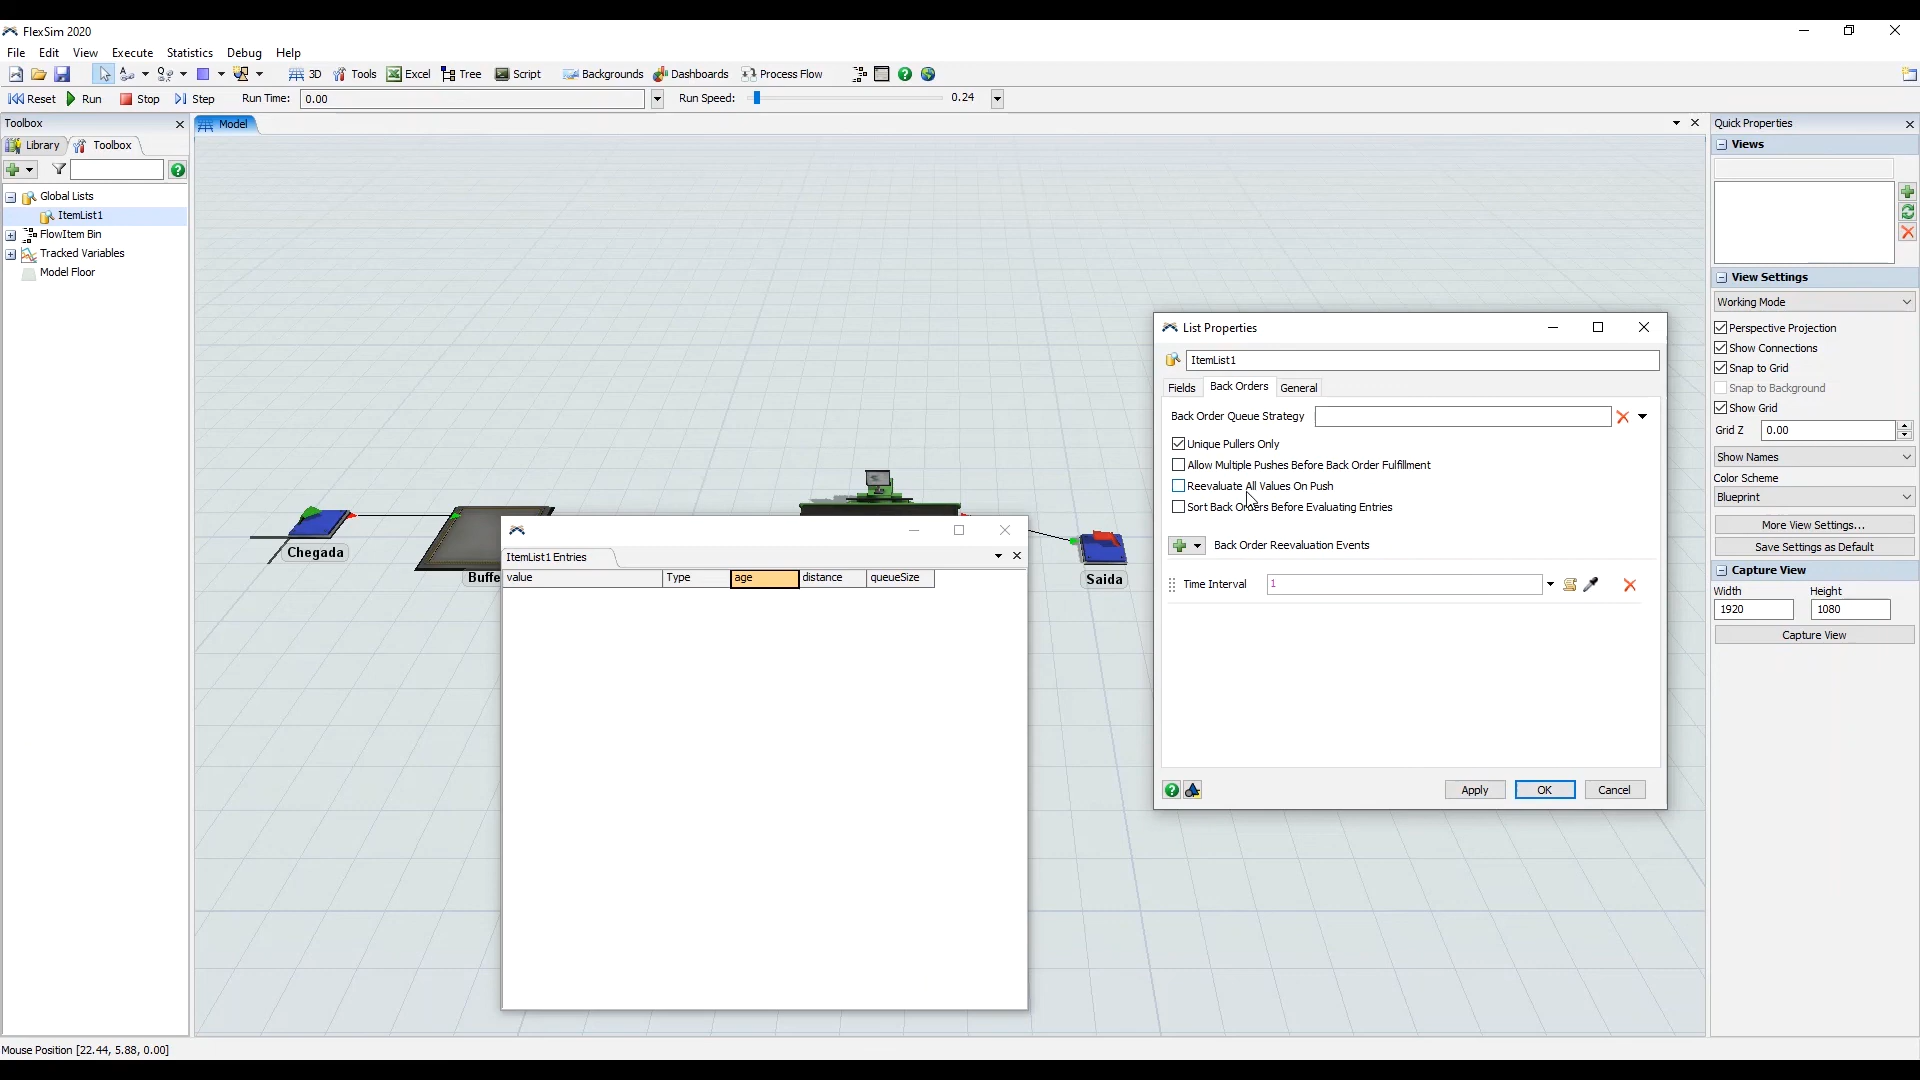 FlexSim 2020
File Edit View Execute Statistics Debug Help
3D Tools Excel Tree Script Backgrounds Dashboards Process Flow
Reset Run Stop Step Run Time: 0.00 Run Speed: 0.24
Toolbox
Model
Quick Properties
Library Toolbox
Views
Global Lists
ItemList1
FlowItem Bin
Tracked Variables
Model Floor
View Settings
Working Mode
Perspective Projection
Show Connections
Snap to Grid
Snap to Background
Show Grid
Grid Z 0.00
Show Names
Color Scheme
Blueprint
More View Settings...
Save Settings as Default
Capture View
Width Height
1920 1080
Capture View
List Properties
ItemList1
Fields Back Orders General
Back Order Queue Strategy
Unique Pullers Only
Allow Multiple Pushes Before Back Order Fulfillment
Reevaluate All Values On Push
Sort Back Orders Before Evaluating Entries
Back Order Reevaluation Events
Time Interval 1
Apply OK Cancel
Chegada
Buffe
Saida
ItemList1 Entries
value Type age distance queueSize
Mouse Position [22.44, 5.88, 0.00]